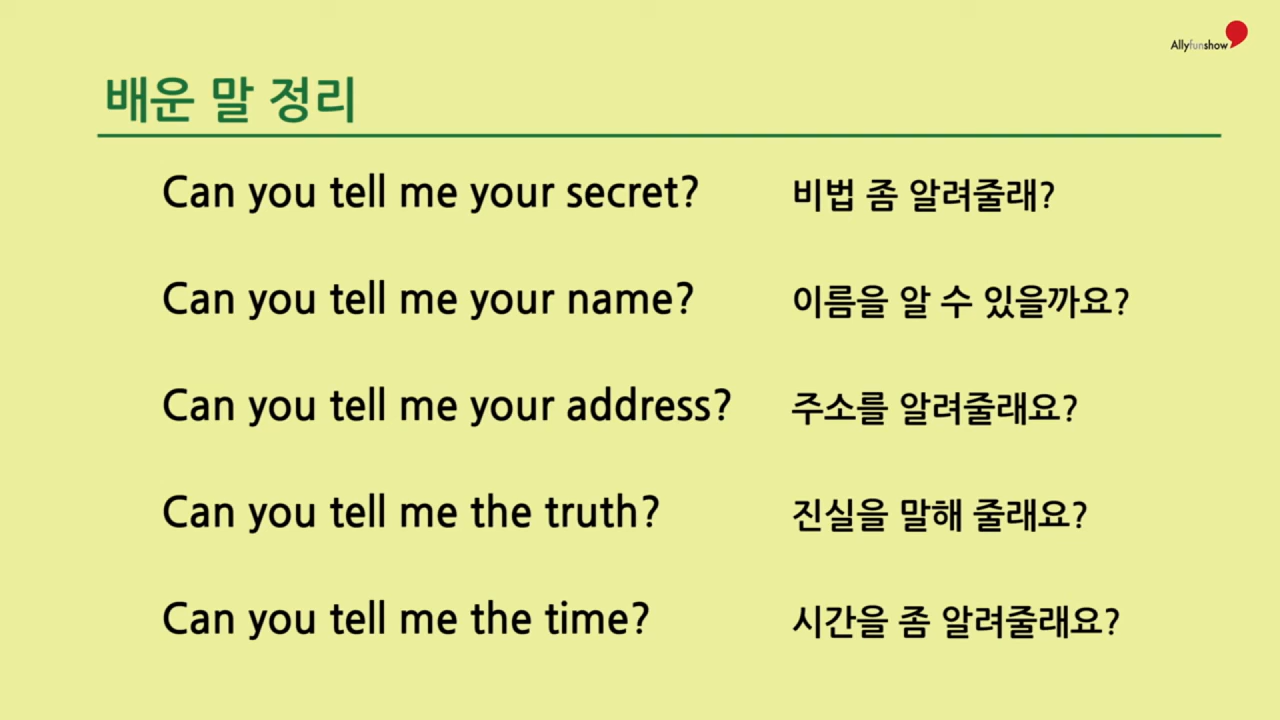 Allyfunshow
배운 말 정리
Can you tell me your secret? 비법 좀 알려줄래?
Can you tell me your name? 이름을 알 수 있을까요?
Can you tell me your address? 주소를 알려줄래요?
Can you tell me the truth? 진실을 말해 줄래요?
Can you tell me the time? 시간을 좀 알려줄래요?